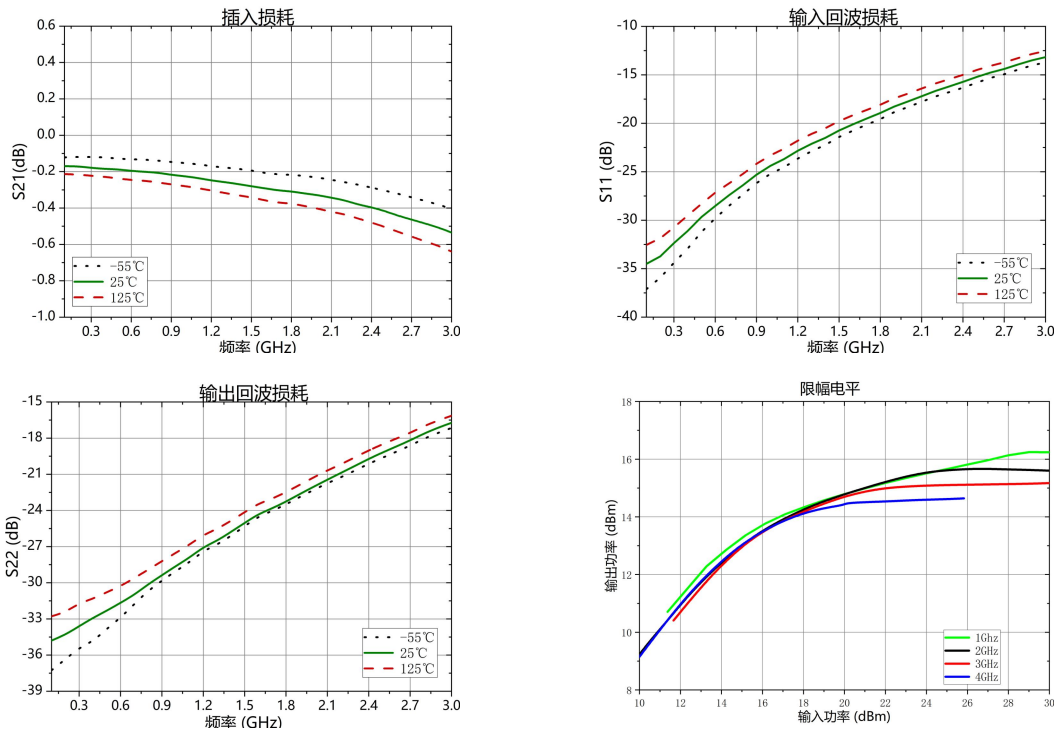 插入损耗
0.6
0.4
0.2
0.0
-0.2
-0.4
-0.6
-0.8
-1.0
S21(dB)
-55℃
25℃
125℃
0.3 0.6 0.9 1.2 1.5 1.8 2.1 2.4 2.7 3.0
频率 (GHz)
输入回波损耗
-10
-15
-20
-25
-30
-35
-40
S11 (dB)
-55℃
25℃
125℃
0.3 0.6 0.9 1.2 1.5 1.8 2.1 2.4 2.7 3.0
频率 (GHz)
输出回波损耗
-15
-18
-21
-24
-27
-30
-33
-36
-39
S22 (dB)
-55℃
25℃
125℃
0.3 0.6 0.9 1.2 1.5 1.8 2.1 2.4 2.7 3.0
频率 (GHz)
限幅电平
18
16
14
12
10
8
输出功率 (dBm)
1Ghz
2GHz
3GHz
4GHz
10 12 14 16 18 20 22 24 26 28 30
输入功率 (dBm)